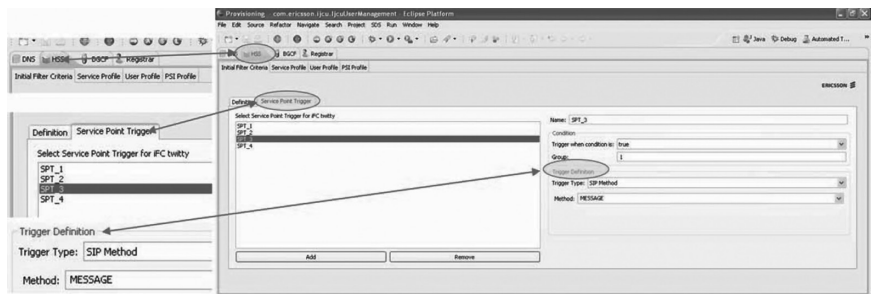 Provisioning com.ericsson.ijcu.IjcuUserManagement Eclipse Platform
File Edit Source Refactor Navigate Search Project SDS Run Window Help
Java Debug Automated T...
DNS HSS BGCP Registrar
Initial Filter Criteria Service Profile User Profile PSI Profile
ERICSSON
Definition Service Point Trigger
Select Service Point Trigger for iFC twitty
SPT_1
SPT_2
SPT_3
SPT_4
Add
Remove
Name: SPT_3
Condition
Trigger when condition is: true
Group: 1
Trigger Definition
Trigger Type: SIP Method
Method: MESSAGE
DNS HSS BGCP Registrar
Initial Filter Criteria Service Profile User Profile PSI Profile
Definition Service Point Trigger
Select Service Point Trigger for iFC twitty
SPT_1
SPT_2
SPT_3
SPT_4
Trigger Definition
Trigger Type: SIP Method
Method: MESSAGE